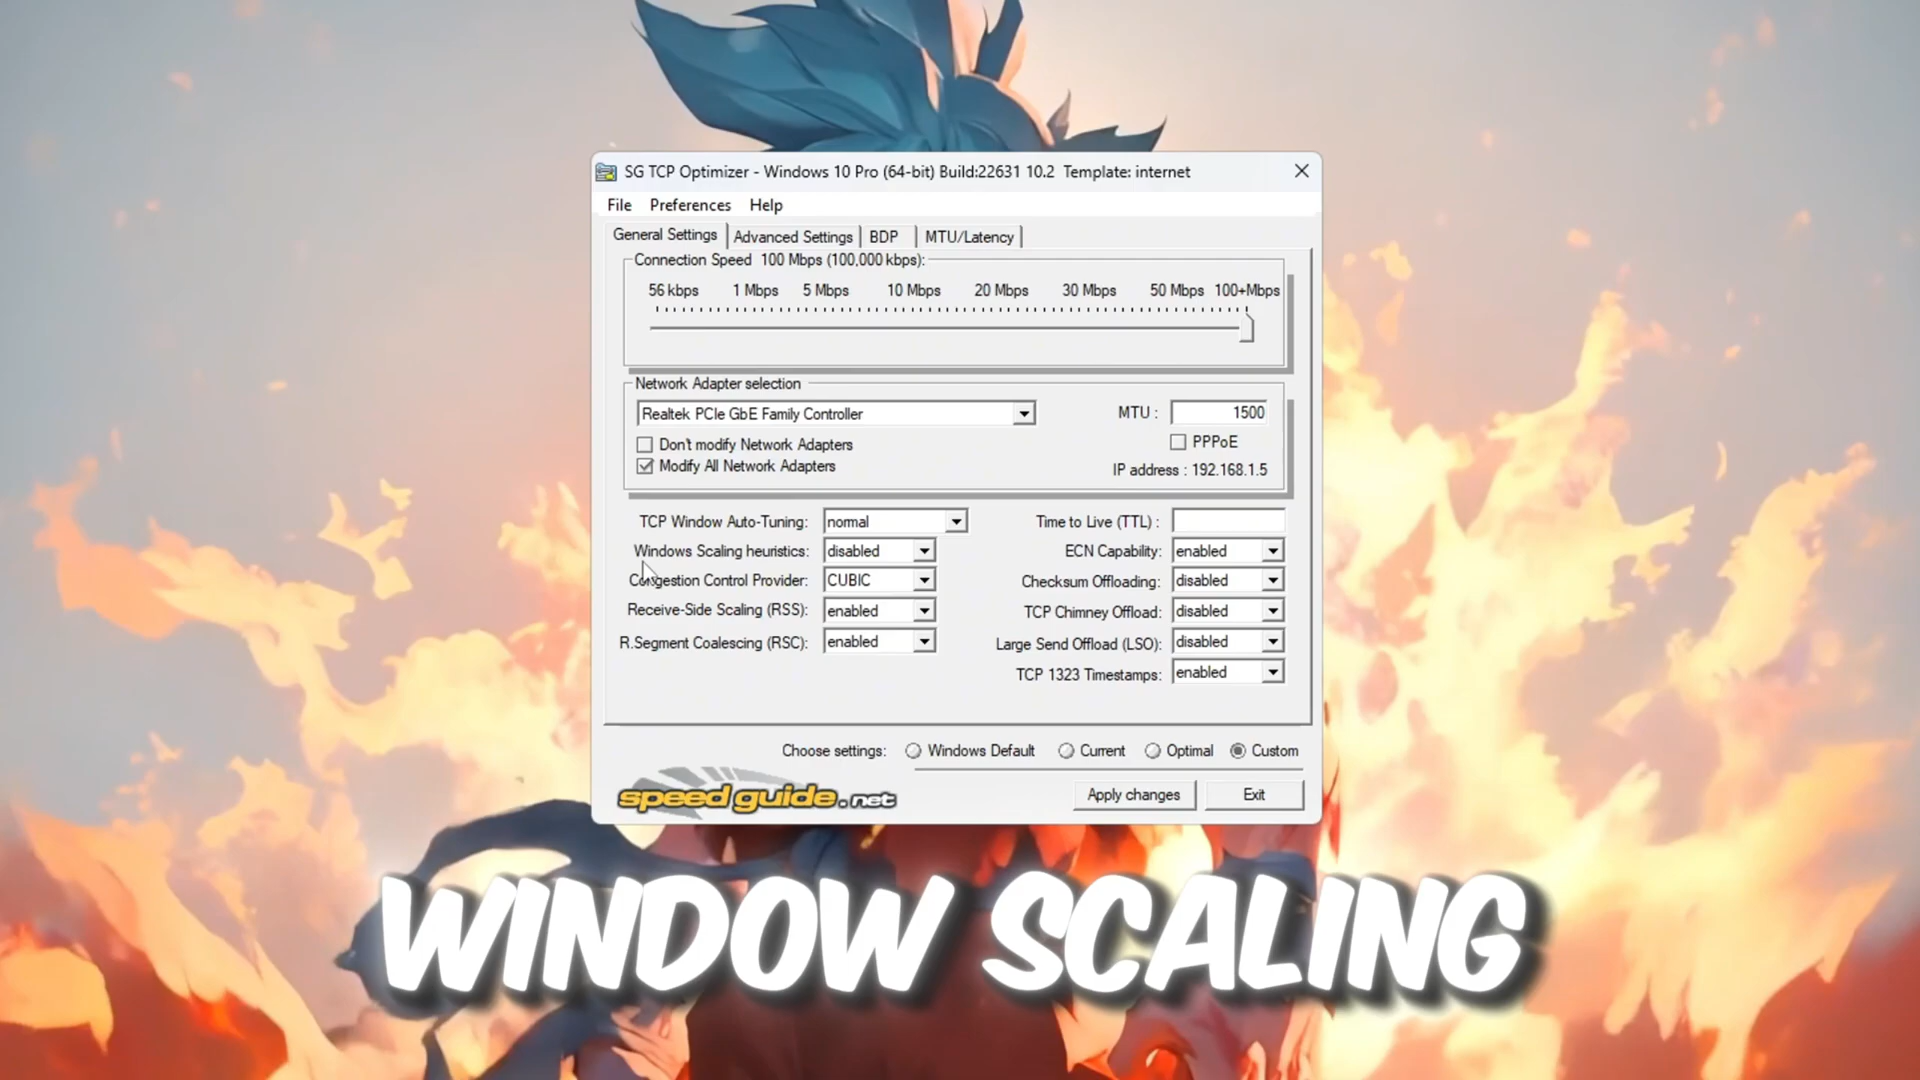 SG TCP Optimizer - Windows 10 Pro (64-bit) Build:22631 10.2 Template: internet
File Preferences Help
General Settings Advanced Settings BDP MTU/Latency
Connection Speed 100 Mbps (100,000 kbps):
56 kbps 1 Mbps 5 Mbps 10 Mbps 20 Mbps 30 Mbps 50 Mbps 100+Mbps
Network Adapter selection
Realtek PCIe GbE Family Controller MTU : 1500
Don't modify Network Adapters PPPoE
Modify All Network Adapters IP address : 192.168.1.5
TCP Window Auto-Tuning: normal Time to Live (TTL) :
Windows Scaling heuristics: disabled ECN Capability: enabled
Congestion Control Provider: CUBIC Checksum Offloading: disabled
Receive-Side Scaling (RSS): enabled TCP Chimney Offload: disabled
R.Segment Coalescing (RSC): enabled Large Send Offload (LSO): disabled
TCP 1323 Timestamps: enabled
Choose settings: Windows Default Current Optimal Custom
speedguide.net Apply changes Exit
WINDOW SCALING